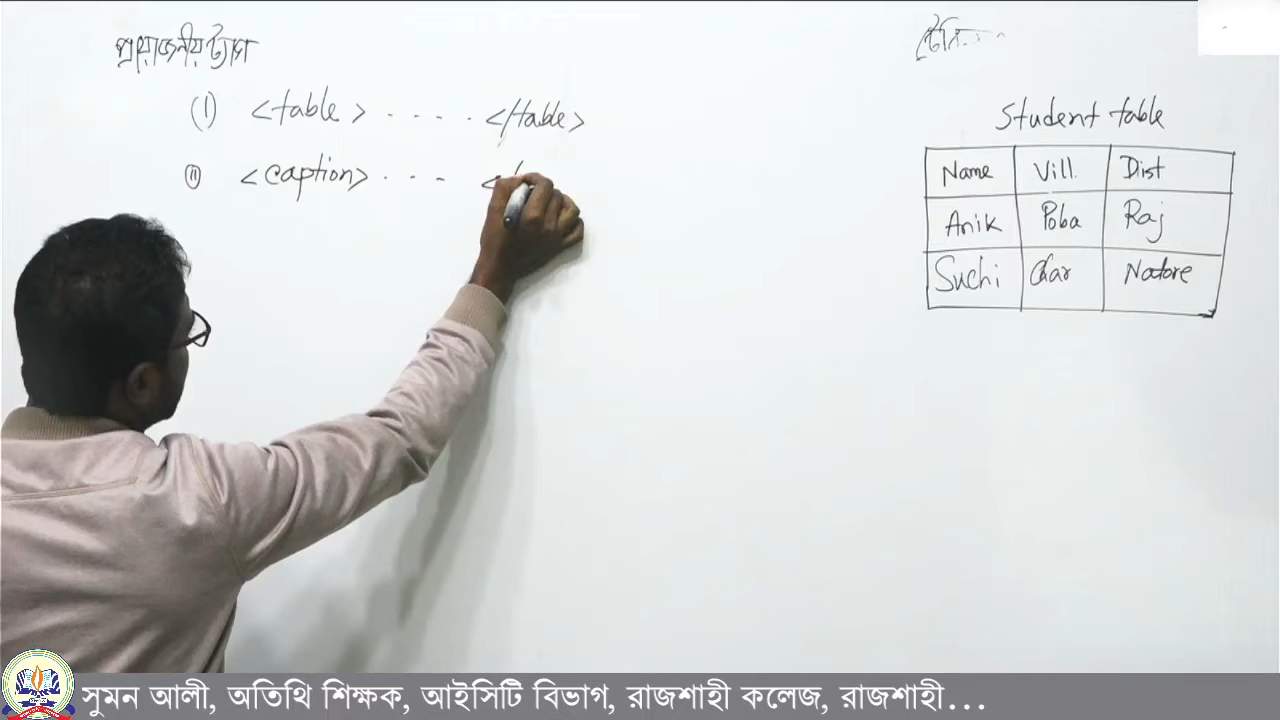 প্রয়োজনীয় ট্যাগ
(i) <table> .... </table>
(ii) <caption> ... </
Student table
Name Vill. Dist
Anik Poba Raj
Suchi Char Natore
সুমন আলী, অতিথি শিক্ষক, আইসিটি বিভাগ, রাজশাহী কলেজ, রাজশাহী...